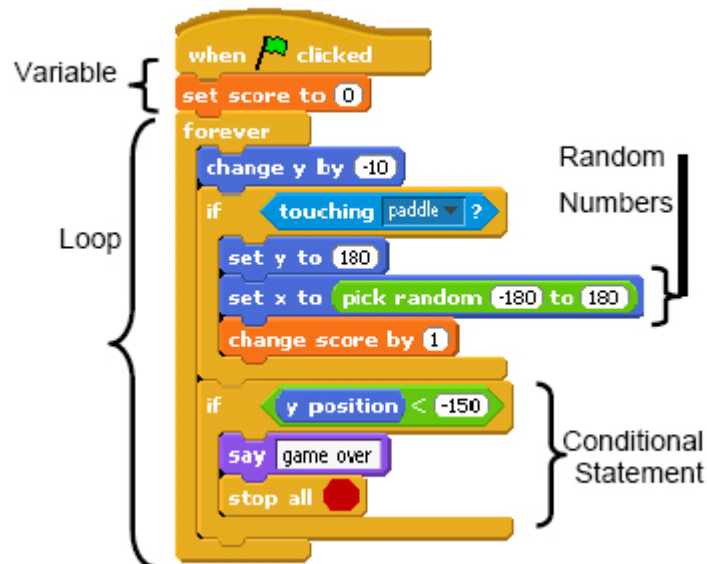 when clicked
Variable
set score to 0
forever
change y by -10
Random
Numbers
if touching paddle ?
Loop
set y to 180
set x to pick random -180 to 180
change score by 1
if y position < -150
say game over
Conditional
Statement
stop all